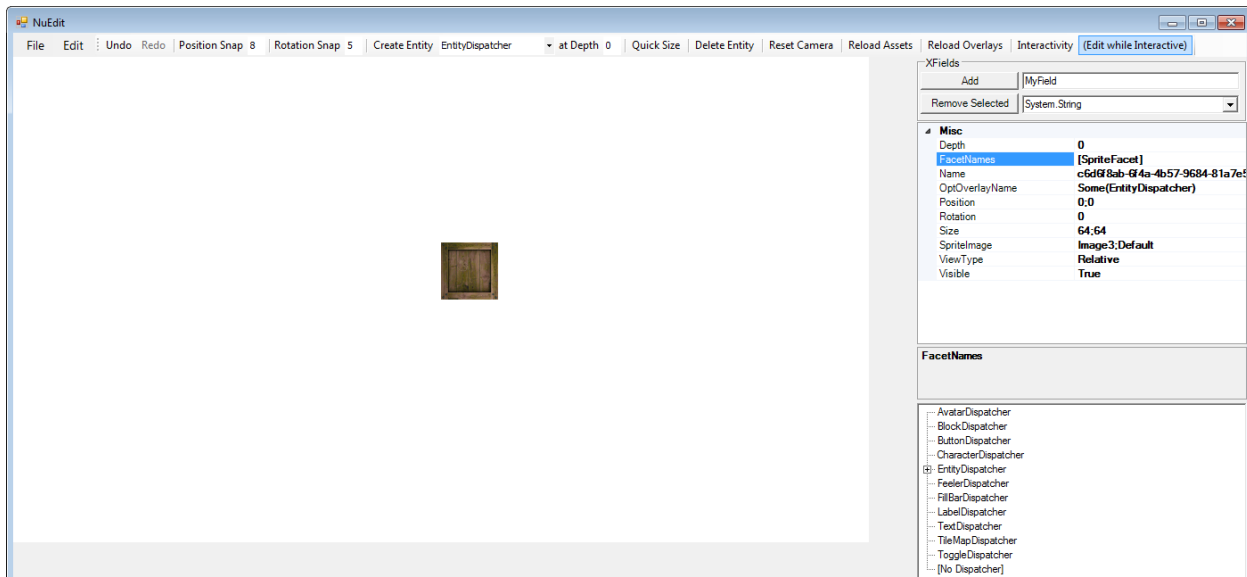 NuEdit
File Edit Undo Redo Position Snap 8 Rotation Snap 5 Create Entity EntityDispatcher at Depth 0 Quick Size Delete Entity Reset Camera Reload Assets Reload Overlays Interactivity (Edit while Interactive)
XFields
Add MyField
Remove Selected System.String
Misc
Depth 0
FacetNames [SpriteFacet]
Name c6d6f8ab-6f4a-4b57-9684-81a7e5
OptOverlayName Some(EntityDispatcher)
Position 0;0
Rotation 0
Size 64;64
SpriteImage Image3;Default
ViewType Relative
Visible True
FacetNames
AvatarDispatcher
BlockDispatcher
ButtonDispatcher
CharacterDispatcher
EntityDispatcher
FeelerDispatcher
FillBarDispatcher
LabelDispatcher
TextDispatcher
TileMapDispatcher
ToggleDispatcher
[No Dispatcher]